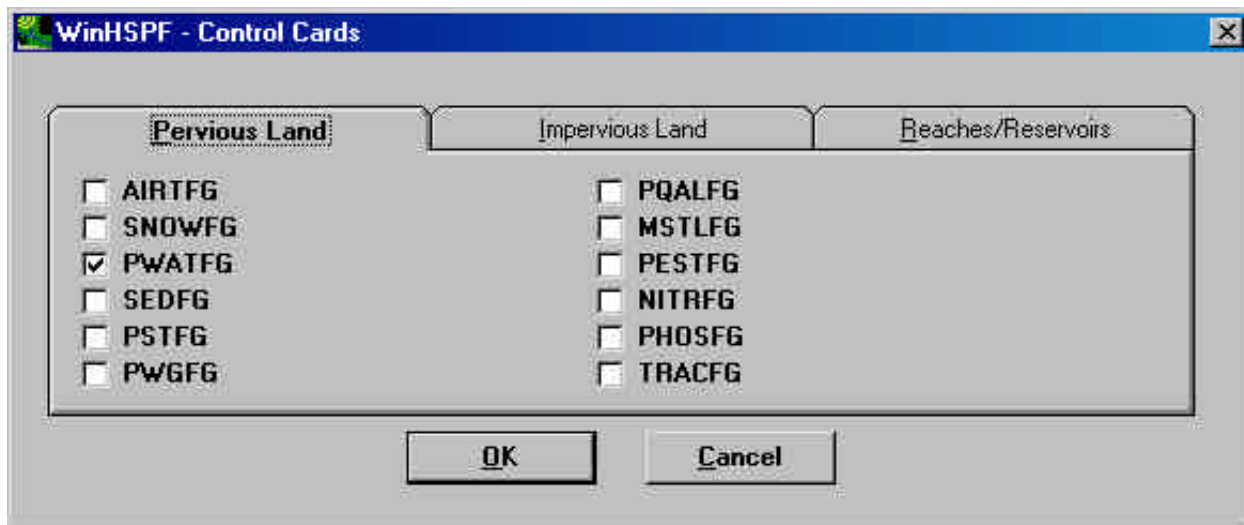 WinHSPF - Control Cards
Pervious Land Impervious Land Reaches/Reservoirs
AIRTFG PQALFG
SNOWFG MSTLFG
PWATFG PESTFG
SEDFG NITRFG
PSTFG PHOSFG
PWGFG TRACFG
OK Cancel